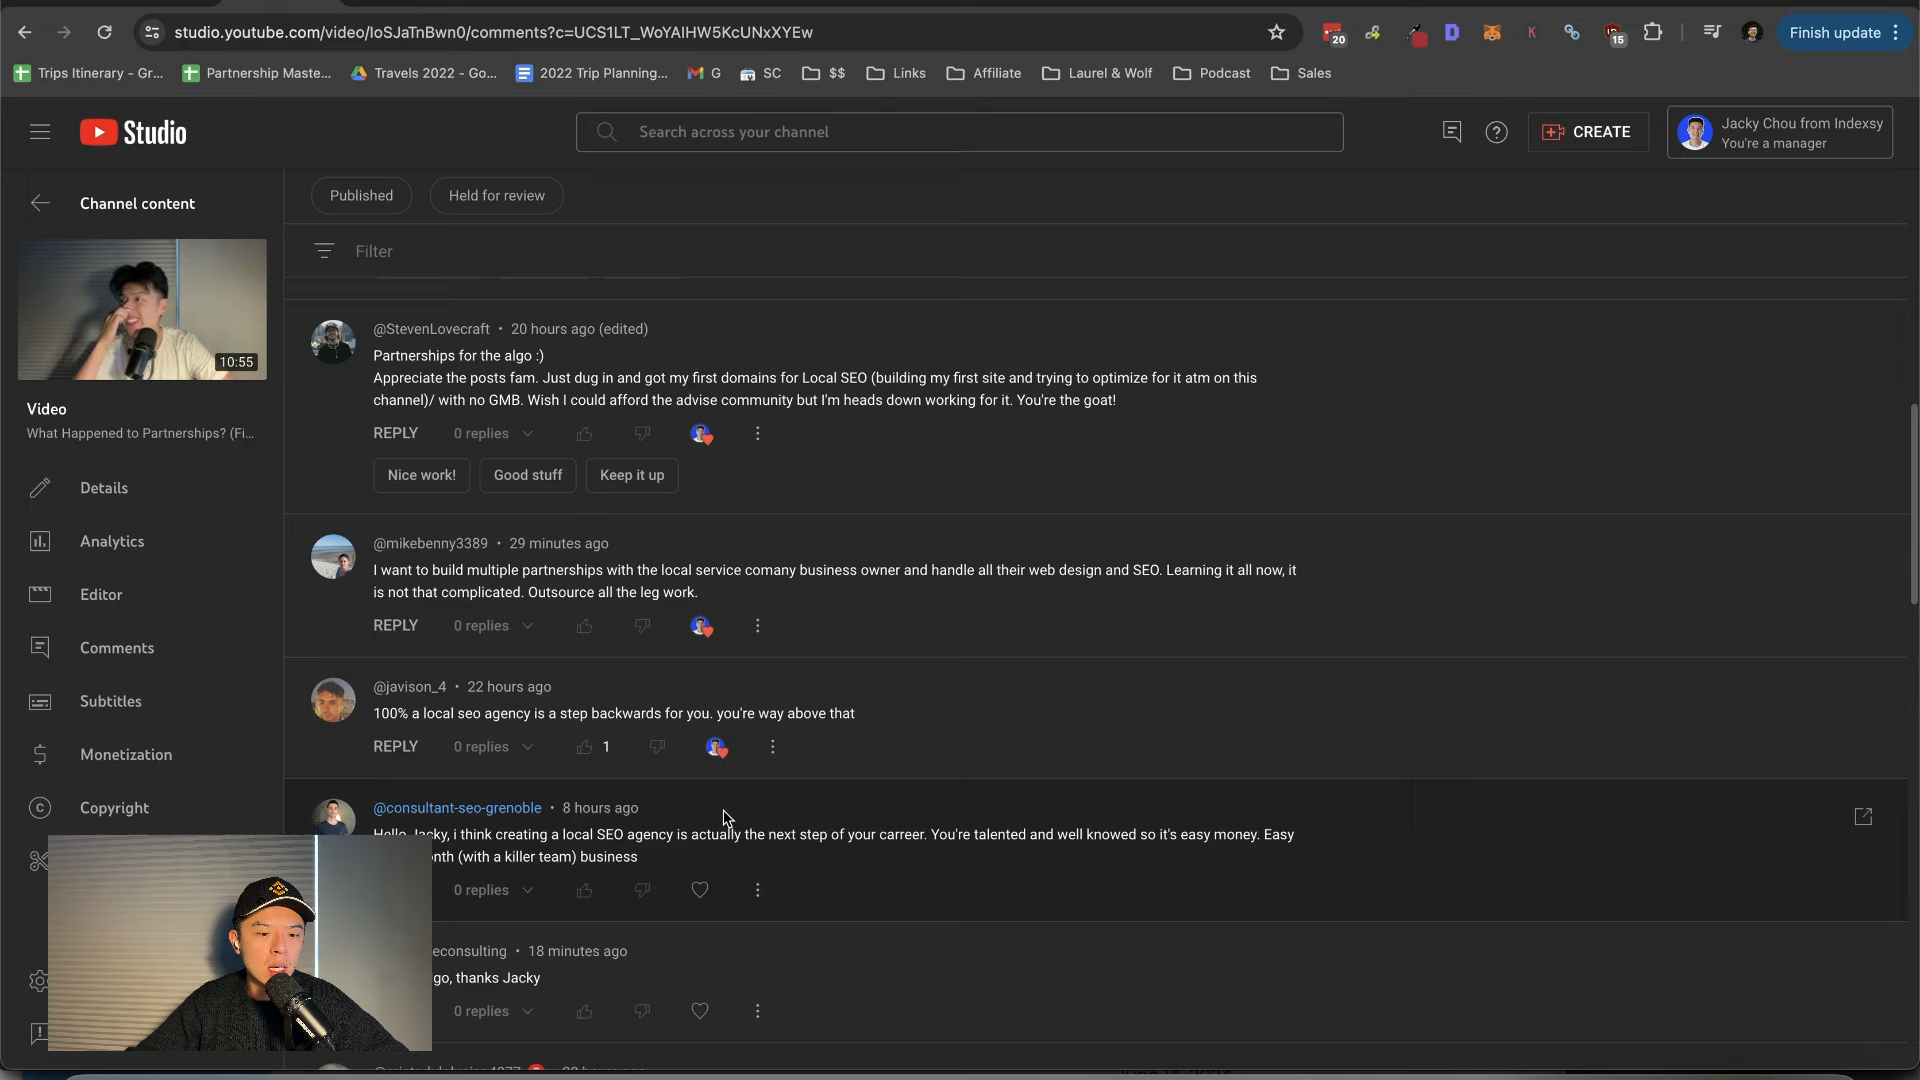 studio.youtube.com/video/IoSJaTnBwn0/comments?c=UCS1LT_WoYAlHW5KcUNxXYEw
20
D
K
15
Finish update
Trips Itinerary - Gr...
Partnership Maste...
Travels 2022 - Go...
2022 Trip Planning...
G
SC
$$
Links
Affiliate
Laurel & Wolf
Podcast
Sales
Studio
Search across your channel
CREATE
Jacky Chou from Indexsy
You're a manager
Channel content
10:55
Video
What Happened to Partnerships? (Fi...
Details
Analytics
Editor
Comments
Subtitles
Monetization
Copyright
Published
Held for review
Filter
@StevenLovecraft • 20 hours ago (edited)
Partnerships for the algo :)
Appreciate the posts fam. Just dug in and got my first domains for Local SEO (building my first site and trying to optimize for it atm on this
channel)/ with no GMB. Wish I could afford the advise community but I'm heads down working for it. You're the goat!
REPLY 0 replies
Nice work! Good stuff Keep it up
@mikebenny3389 • 29 minutes ago
I want to build multiple partnerships with the local service comany business owner and handle all their web design and SEO. Learning it all now, it
is not that complicated. Outsource all the leg work.
REPLY 0 replies
@javison_4 • 22 hours ago
100% a local seo agency is a step backwards for you. you're way above that
REPLY 0 replies 1
@consultant-seo-grenoble • 8 hours ago
Hello Jacky, i think creating a local SEO agency is actually the next step of your carreer. You're talented and well knowed so it's easy money. Easy
(with a killer team) business
0 replies
• 18 minutes ago
go, thanks Jacky
0 replies